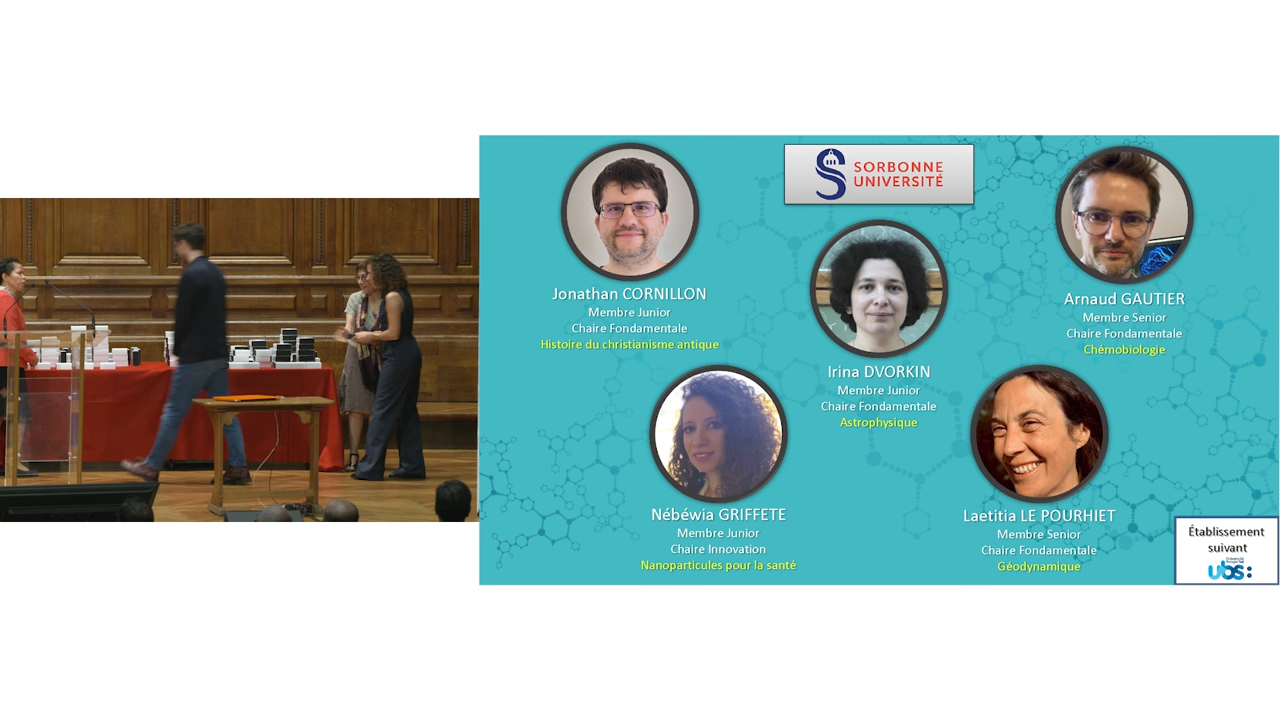 SORBONNE
UNIVERSITÉ
Jonathan CORNILLON
Membre Junior
Chaire Fondamentale
Histoire du christianisme antique
Irina DVORKIN
Membre Junior
Chaire Fondamentale
Astrophysique
Arnaud GAUTIER
Membre Senior
Chaire Fondamentale
Chémobiologie
Nébéwia GRIFFETE
Membre Junior
Chaire Innovation
Nanoparticules pour la santé
Laetitia LE POURHIET
Membre Senior
Chaire Fondamentale
Géodynamique
Établissement
suivant
ubs: